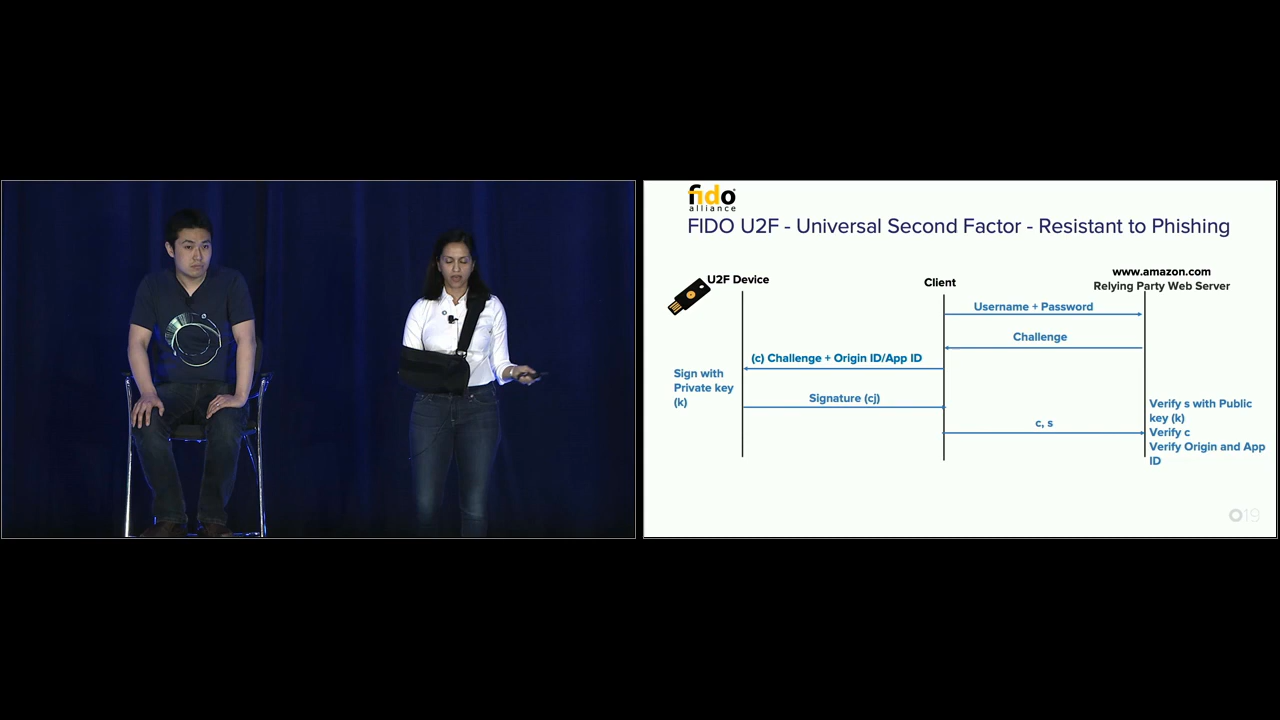 fido
alliance
FIDO U2F - Universal Second Factor - Resistant to Phishing
U2F Device
Client
www.amazon.com
Relying Party Web Server
Username + Password
Challenge
(c) Challenge + Origin ID/App ID
Sign with
Private key
(k)
Signature (cj)
c, s
Verify s with Public
key (k)
Verify c
Verify Origin and App
ID
O19